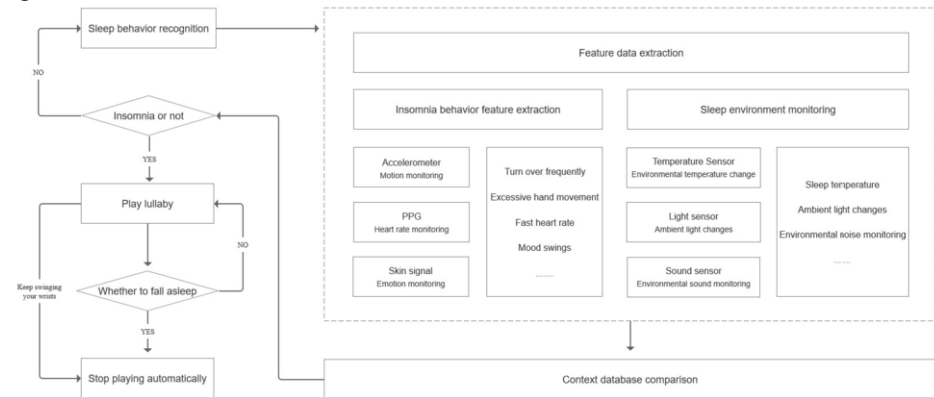 Sleep behavior recognition
NO
Insomnia or not
YES
Play lullaby
NO
Whether to fall asleep
Keep swinging
your wrists
YES
Stop playing automatically
Feature data extraction
Insomnia behavior feature extraction
Accelerometer
Motion monitoring
PPG
Heart rate monitoring
Skin signal
Emotion monitoring
Turn over frequently
Excessive hand movement
Fast heart rate
Mood swings
.......
Sleep environment monitoring
Temperature Sensor
Environmental temperature change
Light sensor
Ambient light changes
Sound sensor
Environmental sound monitoring
Sleep temperature
Ambient light changes
Environmental noise monitoring
.......
Context database comparison